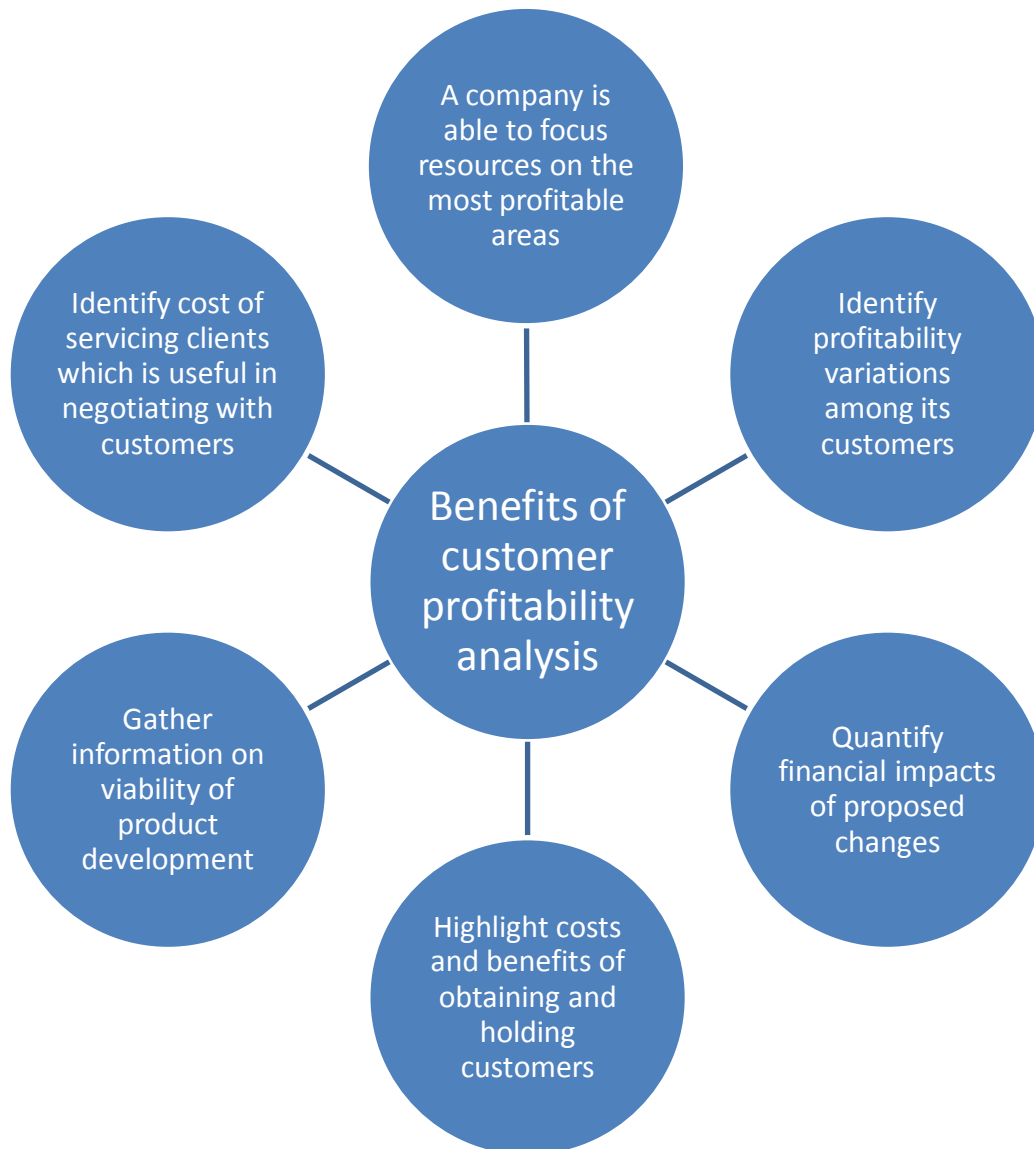 A company is
able to focus
resources on the
most profitable
areas
Identify
profitability
variations
among its
customers
Quantify
financial impacts
of proposed
changes
Highlight costs
and benefits of
obtaining and
holding
customers
Gather
information on
viability of
product
development
Identify cost of
servicing clients
which is useful in
negotiating with
customers
Benefits of
customer
profitability
analysis